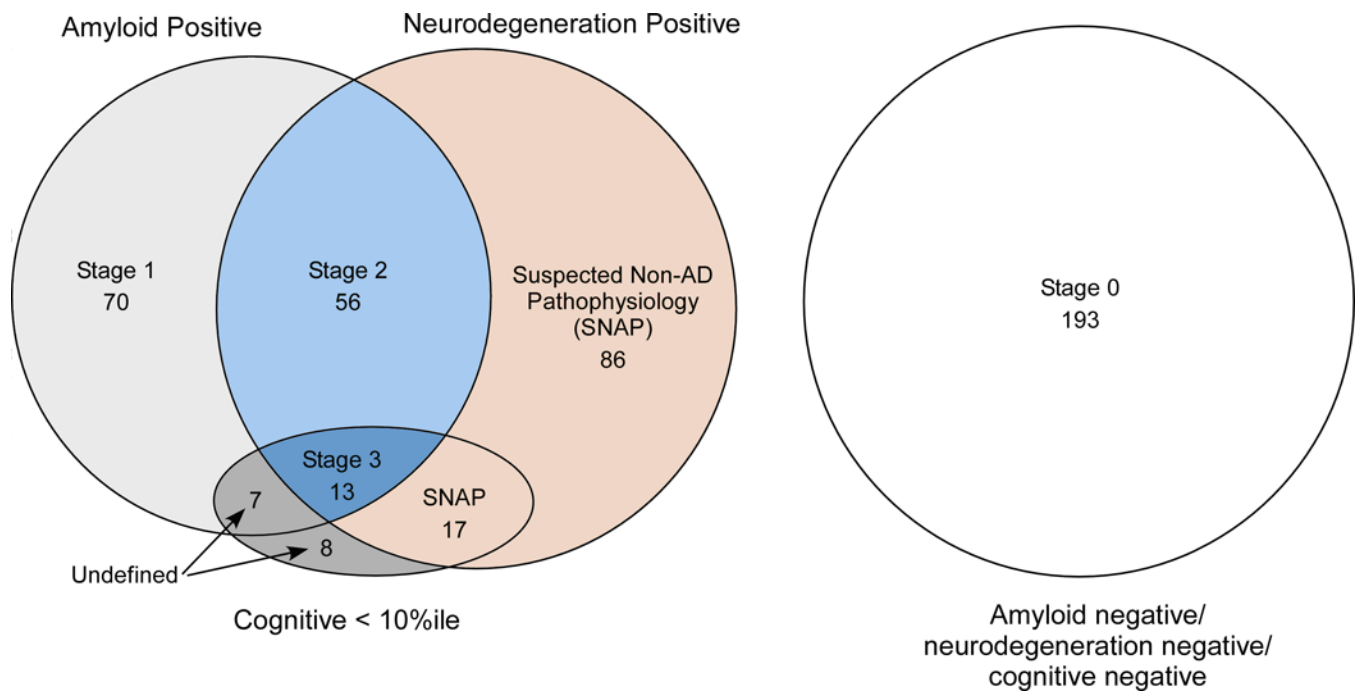 Amyloid Positive
Neurodegeneration Positive
Stage 1
70
Stage 2
56
Suspected Non-AD
Pathophysiology
(SNAP)
86
Stage 3
13
7
SNAP
17
8
Undefined
Cognitive < 10%ile
Stage 0
193
Amyloid negative/
neurodegeneration negative/
cognitive negative